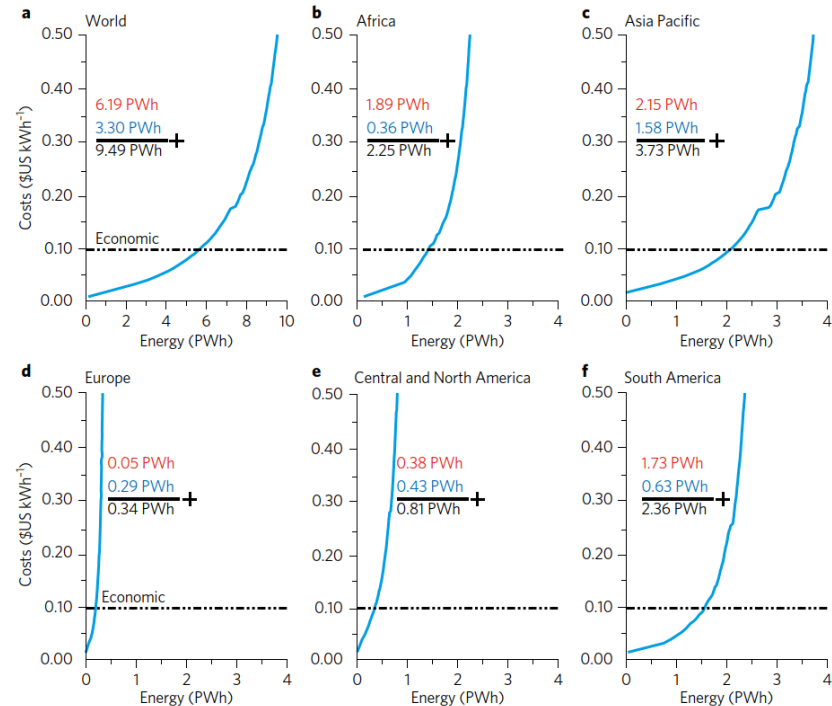 a
World
Costs ($US kWh⁻¹)
0.50
0.40
0.30
0.20
0.10
0.00
6.19 PWh
3.30 PWh
+
9.49 PWh
Economic
0 2 4 6 8 10
Energy (PWh)
b
Africa
0.50
0.40
0.30
0.20
0.10
0.00
1.89 PWh
0.36 PWh
+
2.25 PWh
0 1 2 3 4
Energy (PWh)
c
Asia Pacific
0.50
0.40
0.30
0.20
0.10
0.00
2.15 PWh
1.58 PWh
+
3.73 PWh
0 1 2 3 4
Energy (PWh)
d
Europe
Costs ($US kWh⁻¹)
0.50
0.40
0.30
0.20
0.10
0.00
0.05 PWh
0.29 PWh
+
0.34 PWh
Economic
0 1 2 3 4
Energy (PWh)
e
Central and North America
0.50
0.40
0.30
0.20
0.10
0.00
0.38 PWh
0.43 PWh
+
0.81 PWh
0 1 2 3 4
Energy (PWh)
f
South America
0.50
0.40
0.30
0.20
0.10
0.00
1.73 PWh
0.63 PWh
+
2.36 PWh
0 1 2 3 4
Energy (PWh)